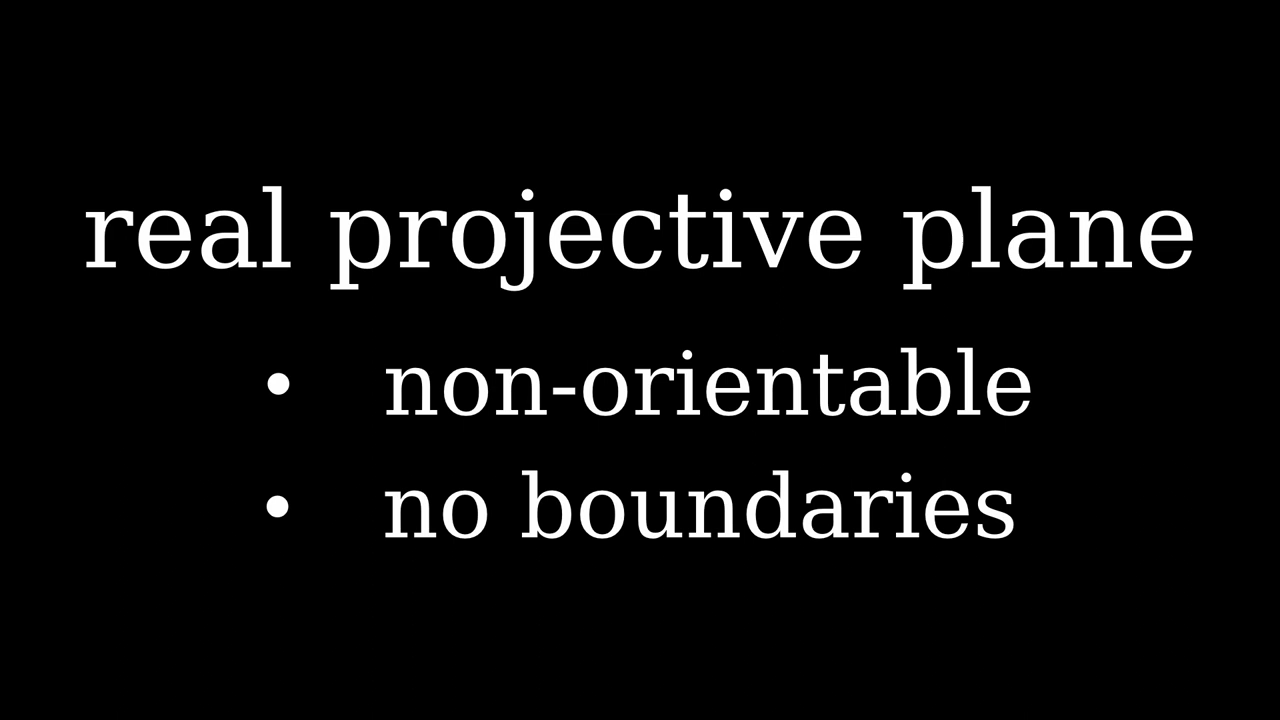 real projective plane
• non-orientable
• no boundaries